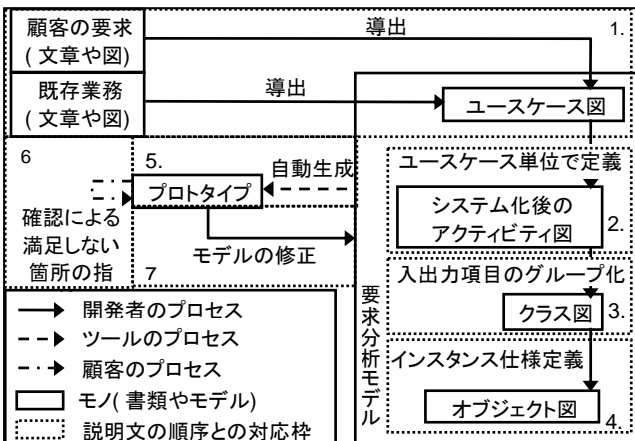 顧客の要求
( 文章や図)
導出
1.
既存業務
( 文章や図)
導出
ユースケース図
6
5.
自動生成
プロトタイプ
確認による
満足しない
箇所の指
モデルの修正
7
ユースケース単位で定義
システム化後の
アクティビティ図
2.
入出力項目のグループ化
クラス図
3.
インスタンス仕様定義
オブジェクト図
4.
要求分析モデル
開発者のプロセス
ツールのプロセス
顧客のプロセス
モノ( 書類やモデル)
説明文の順序との対応枠